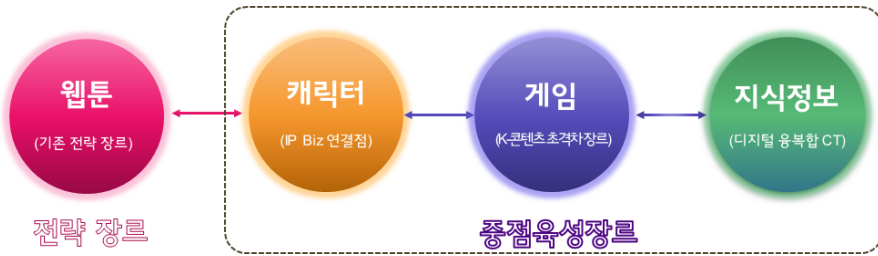 웹툰
(기존 전략 장르)
캐릭터
(IP Biz 연결점)
게임
(K-콘텐츠 초격차장르)
지식정보
(디지털 융복합 CT)
전략 장르
중점육성장르